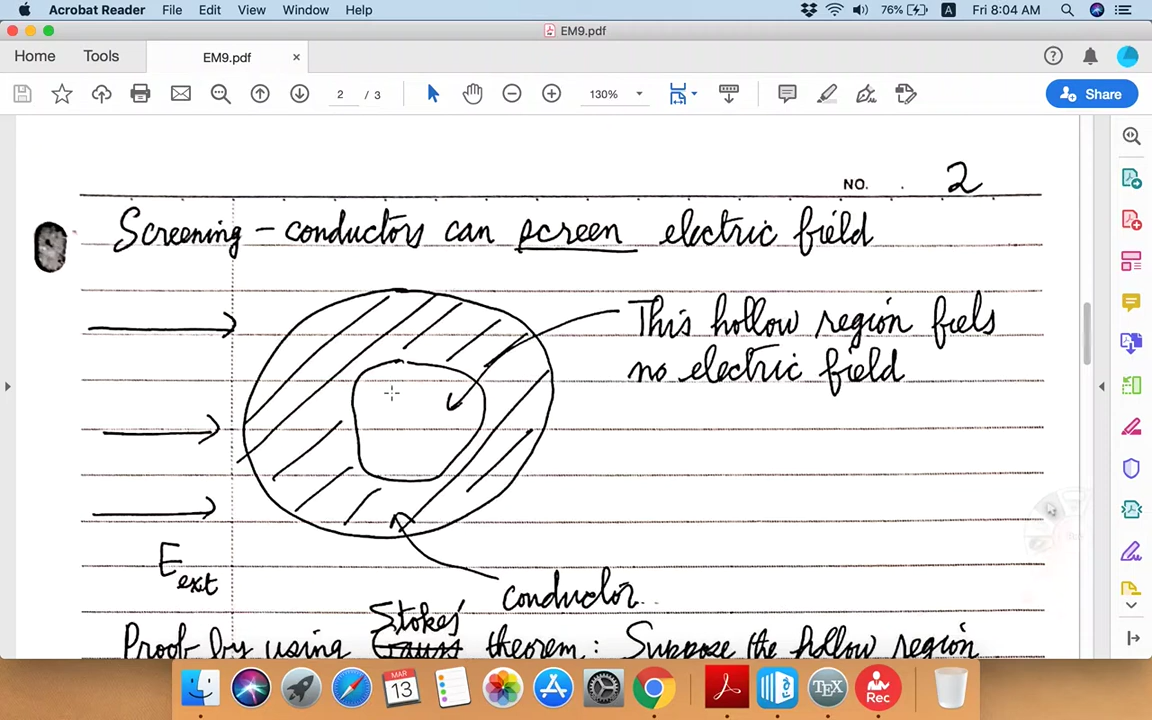 Acrobat Reader File Edit View Window Help 76% A Fri 8:04 AM
EM9.pdf
Home Tools EM9.pdf ×
2 / 3 130% Share
NO. . 2
Screening – conductors can screen electric field
This hollow region feels
no electric field
E ext
conductor
Stokes'
Proof by using Gauss theorem: Suppose the hollow region
MAR
13
TEX
Rec